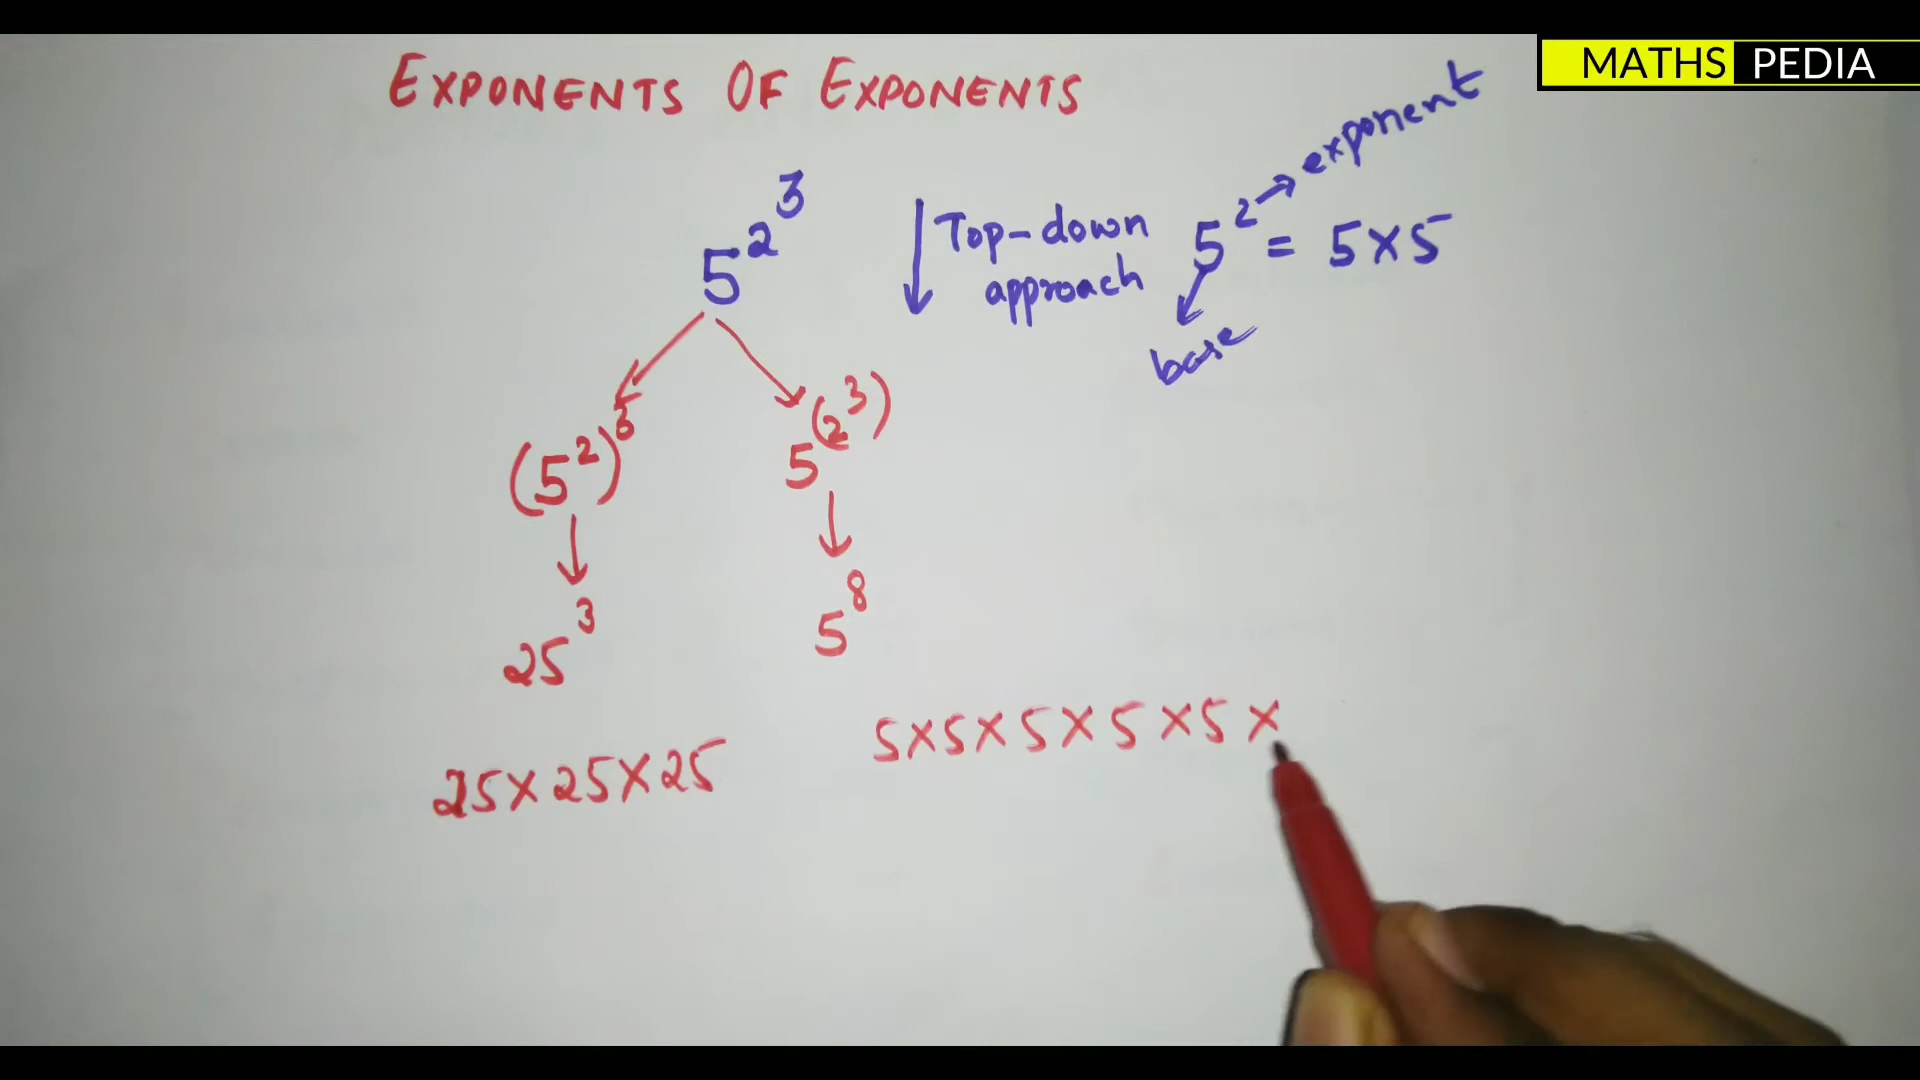 MATHS PEDIA
EXPONENTS OF EXPONENTS
5^2^3
Top-down
approach
5^2 = 5×5
exponent
base
(5^2)^3
5^(2^3)
25^3
5^8
25×25×25
5×5×5×5×5×